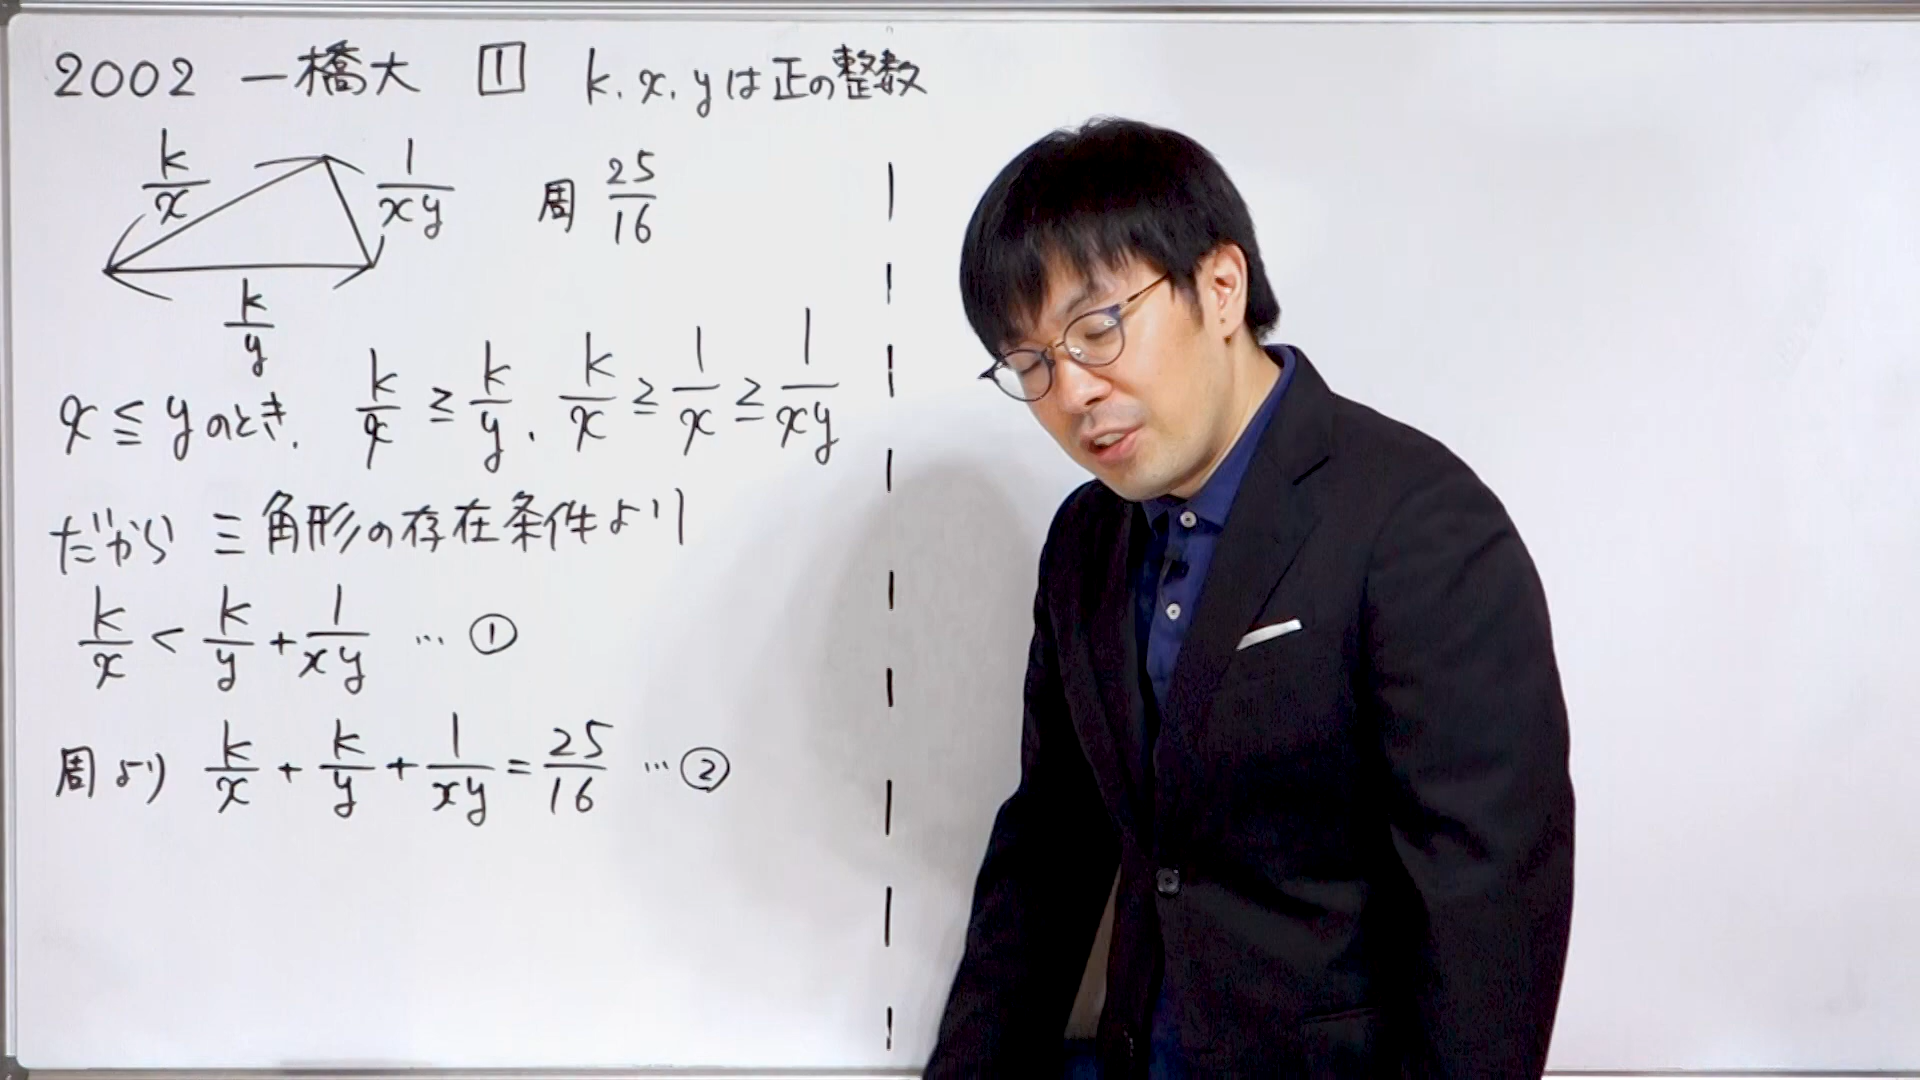 2002 一橋大 1 k, x, yは正の整数
k/x 1/xy 周 25/16
k/y
x ≦ y のとき, k/x ≧ k/y, k/x ≧ 1/x ≧ 1/xy
だから 三角形の存在条件より
k/x < k/y + 1/xy … ①
周より k/x + k/y + 1/xy = 25/16 … ②